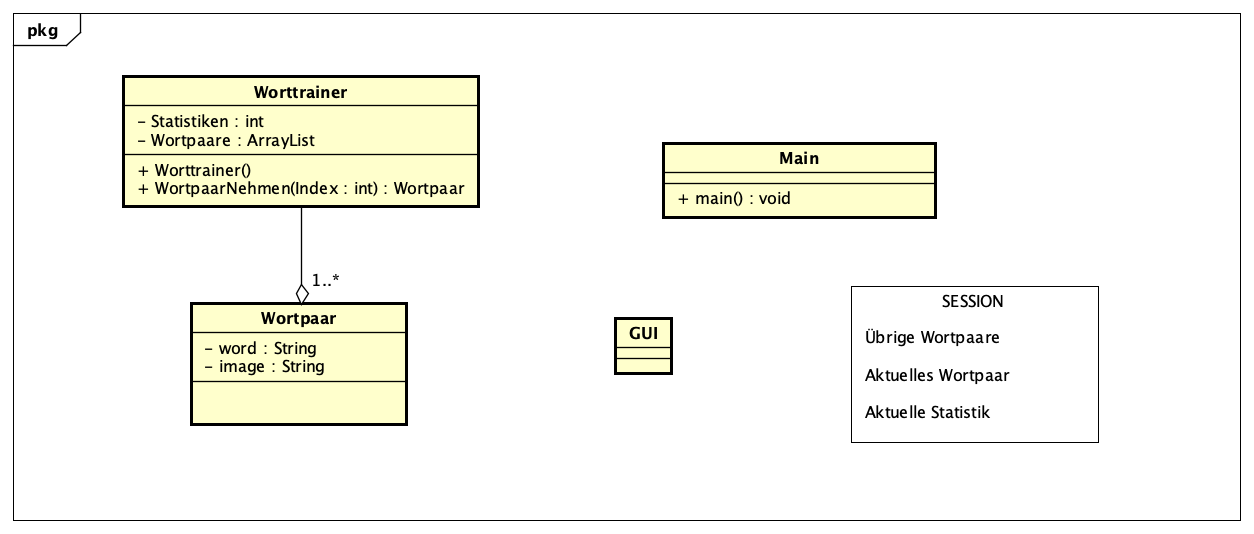 pkg
Worttrainer
- Statistiken : int
- Wortpaare : ArrayList
+ Worttrainer()
+ WortpaarNehmen(Index : int) : Wortpaar
1..*
Wortpaar
- word : String
- image : String
Main
+ main() : void
GUI
SESSION
Übrige Wortpaare
Aktuelles Wortpaar
Aktuelle Statistik